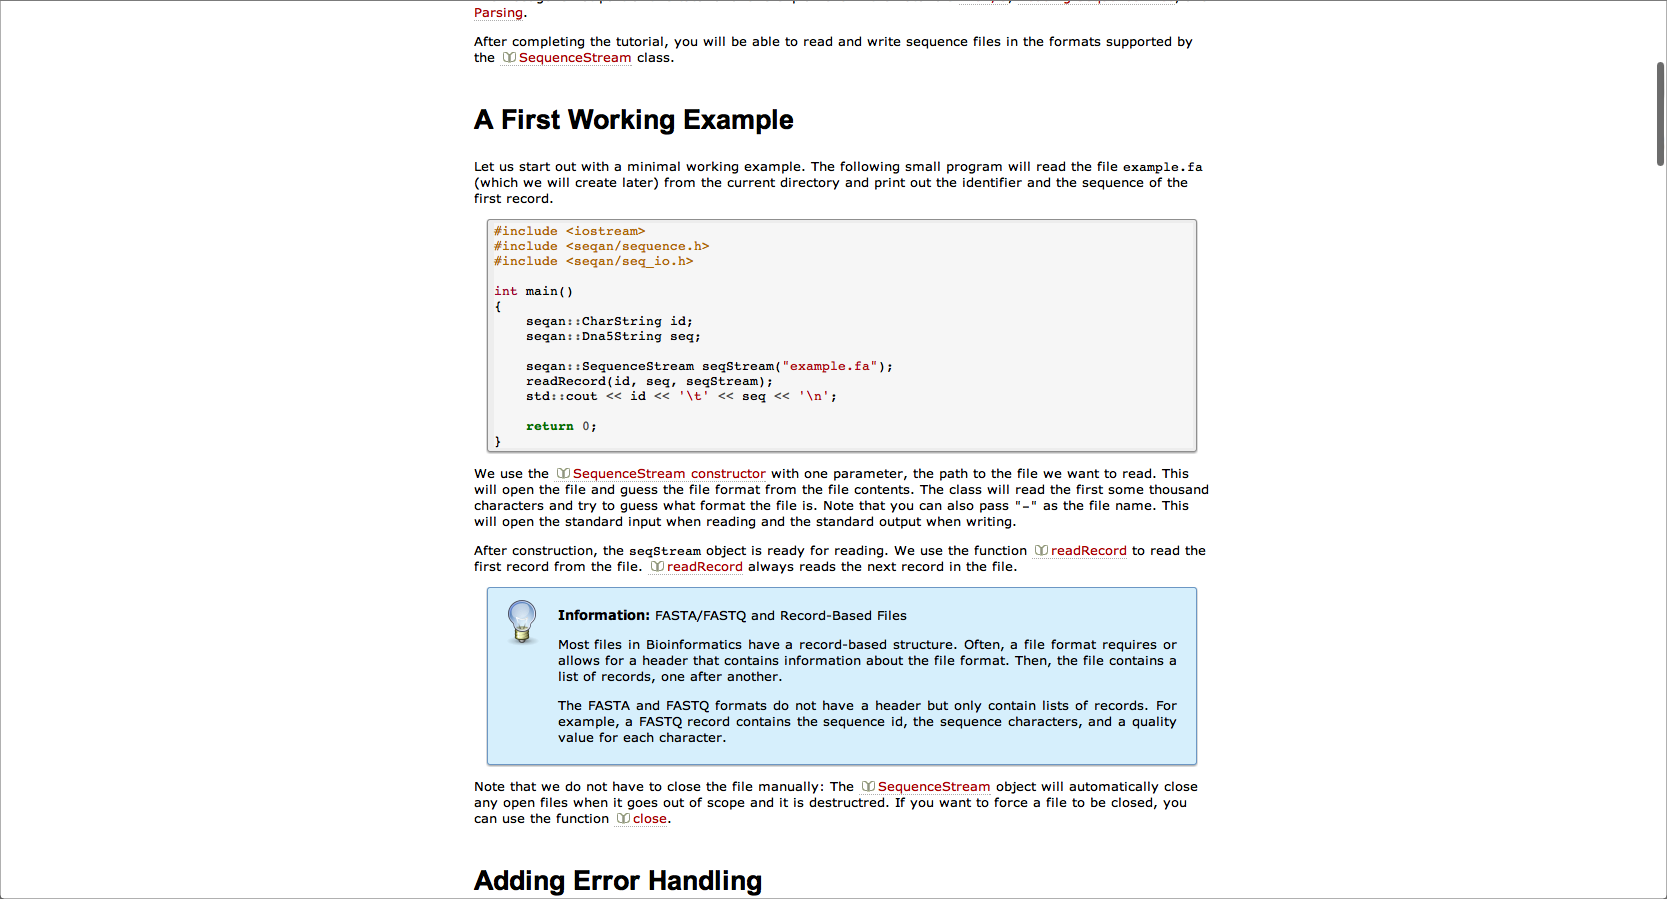 Parsing.
After completing the tutorial, you will be able to read and write sequence files in the formats supported by
the SequenceStream class.
A First Working Example
Let us start out with a minimal working example. The following small program will read the file example.fa
(which we will create later) from the current directory and print out the identifier and the sequence of the
first record.
#include <iostream>
#include <seqan/sequence.h>
#include <seqan/seq_io.h>
int main()
{
    seqan::CharString id;
    seqan::Dna5String seq;
    seqan::SequenceStream seqStream("example.fa");
    readRecord(id, seq, seqStream);
    std::cout << id << '\t' << seq << '\n';
    return 0;
}
We use the SequenceStream constructor with one parameter, the path to the file we want to read. This
will open the file and guess the file format from the file contents. The class will read the first some thousand
characters and try to guess what format the file is. Note that you can also pass "-" as the file name. This
will open the standard input when reading and the standard output when writing.
After construction, the seqStream object is ready for reading. We use the function readRecord to read the
first record from the file. readRecord always reads the next record in the file.
Information: FASTA/FASTQ and Record-Based Files
Most files in Bioinformatics have a record-based structure. Often, a file format requires or
allows for a header that contains information about the file format. Then, the file contains a
list of records, one after another.
The FASTA and FASTQ formats do not have a header but only contain lists of records. For
example, a FASTQ record contains the sequence id, the sequence characters, and a quality
value for each character.
Note that we do not have to close the file manually: The SequenceStream object will automatically close
any open files when it goes out of scope and it is destructred. If you want to force a file to be closed, you
can use the function close.
Adding Error Handling